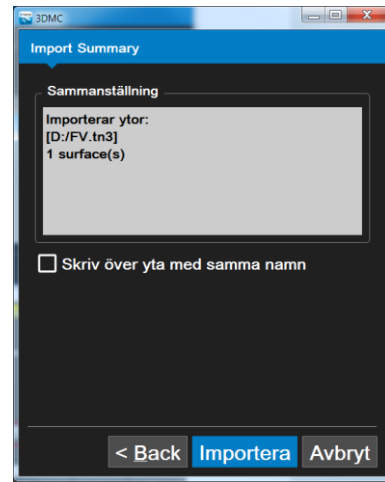 3DMC
Import Summary
Sammanställning
Importerar ytor:
[D:/FV.tn3]
1 surface(s)
Skriv över yta med samma namn
< Back Importera Avbryt